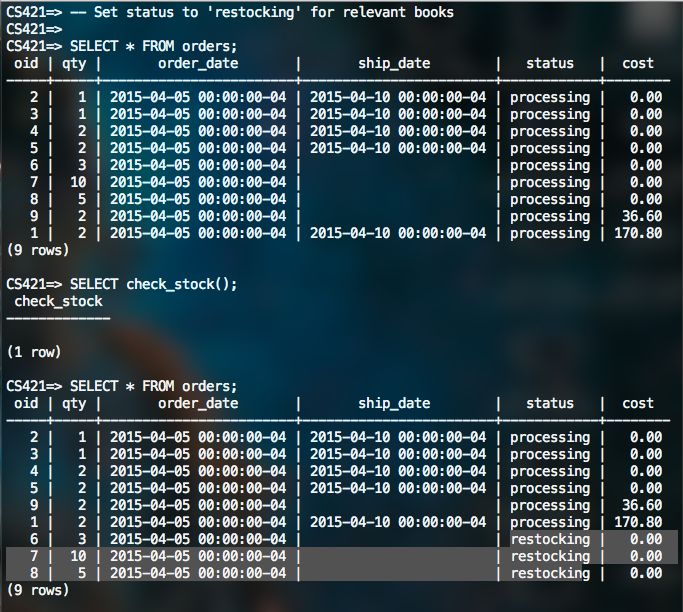 CS421=> -- Set status to 'restocking' for relevant books
CS421=>
CS421=> SELECT * FROM orders;
 oid | qty |       order_date       |       ship_date        |   status   |  cost
-----+-----+------------------------+------------------------+------------+--------
   2 |   1 | 2015-04-05 00:00:00-04 | 2015-04-10 00:00:00-04 | processing |   0.00
   3 |   1 | 2015-04-05 00:00:00-04 | 2015-04-10 00:00:00-04 | processing |   0.00
   4 |   2 | 2015-04-05 00:00:00-04 | 2015-04-10 00:00:00-04 | processing |   0.00
   5 |   2 | 2015-04-05 00:00:00-04 | 2015-04-10 00:00:00-04 | processing |   0.00
   6 |   3 | 2015-04-05 00:00:00-04 |                        | processing |   0.00
   7 |  10 | 2015-04-05 00:00:00-04 |                        | processing |   0.00
   8 |   5 | 2015-04-05 00:00:00-04 |                        | processing |   0.00
   9 |   2 | 2015-04-05 00:00:00-04 |                        | processing |  36.60
   1 |   2 | 2015-04-05 00:00:00-04 | 2015-04-10 00:00:00-04 | processing | 170.80
(9 rows)

CS421=> SELECT check_stock();
 check_stock
-------------

(1 row)

CS421=> SELECT * FROM orders;
 oid | qty |       order_date       |       ship_date        |   status   |  cost
-----+-----+------------------------+------------------------+------------+--------
   2 |   1 | 2015-04-05 00:00:00-04 | 2015-04-10 00:00:00-04 | processing |   0.00
   3 |   1 | 2015-04-05 00:00:00-04 | 2015-04-10 00:00:00-04 | processing |   0.00
   4 |   2 | 2015-04-05 00:00:00-04 | 2015-04-10 00:00:00-04 | processing |   0.00
   5 |   2 | 2015-04-05 00:00:00-04 | 2015-04-10 00:00:00-04 | processing |   0.00
   9 |   2 | 2015-04-05 00:00:00-04 |                        | processing |  36.60
   1 |   2 | 2015-04-05 00:00:00-04 | 2015-04-10 00:00:00-04 | processing | 170.80
   6 |   3 | 2015-04-05 00:00:00-04 |                        | restocking |   0.00
   7 |  10 | 2015-04-05 00:00:00-04 |                        | restocking |   0.00
   8 |   5 | 2015-04-05 00:00:00-04 |                        | restocking |   0.00
(9 rows)